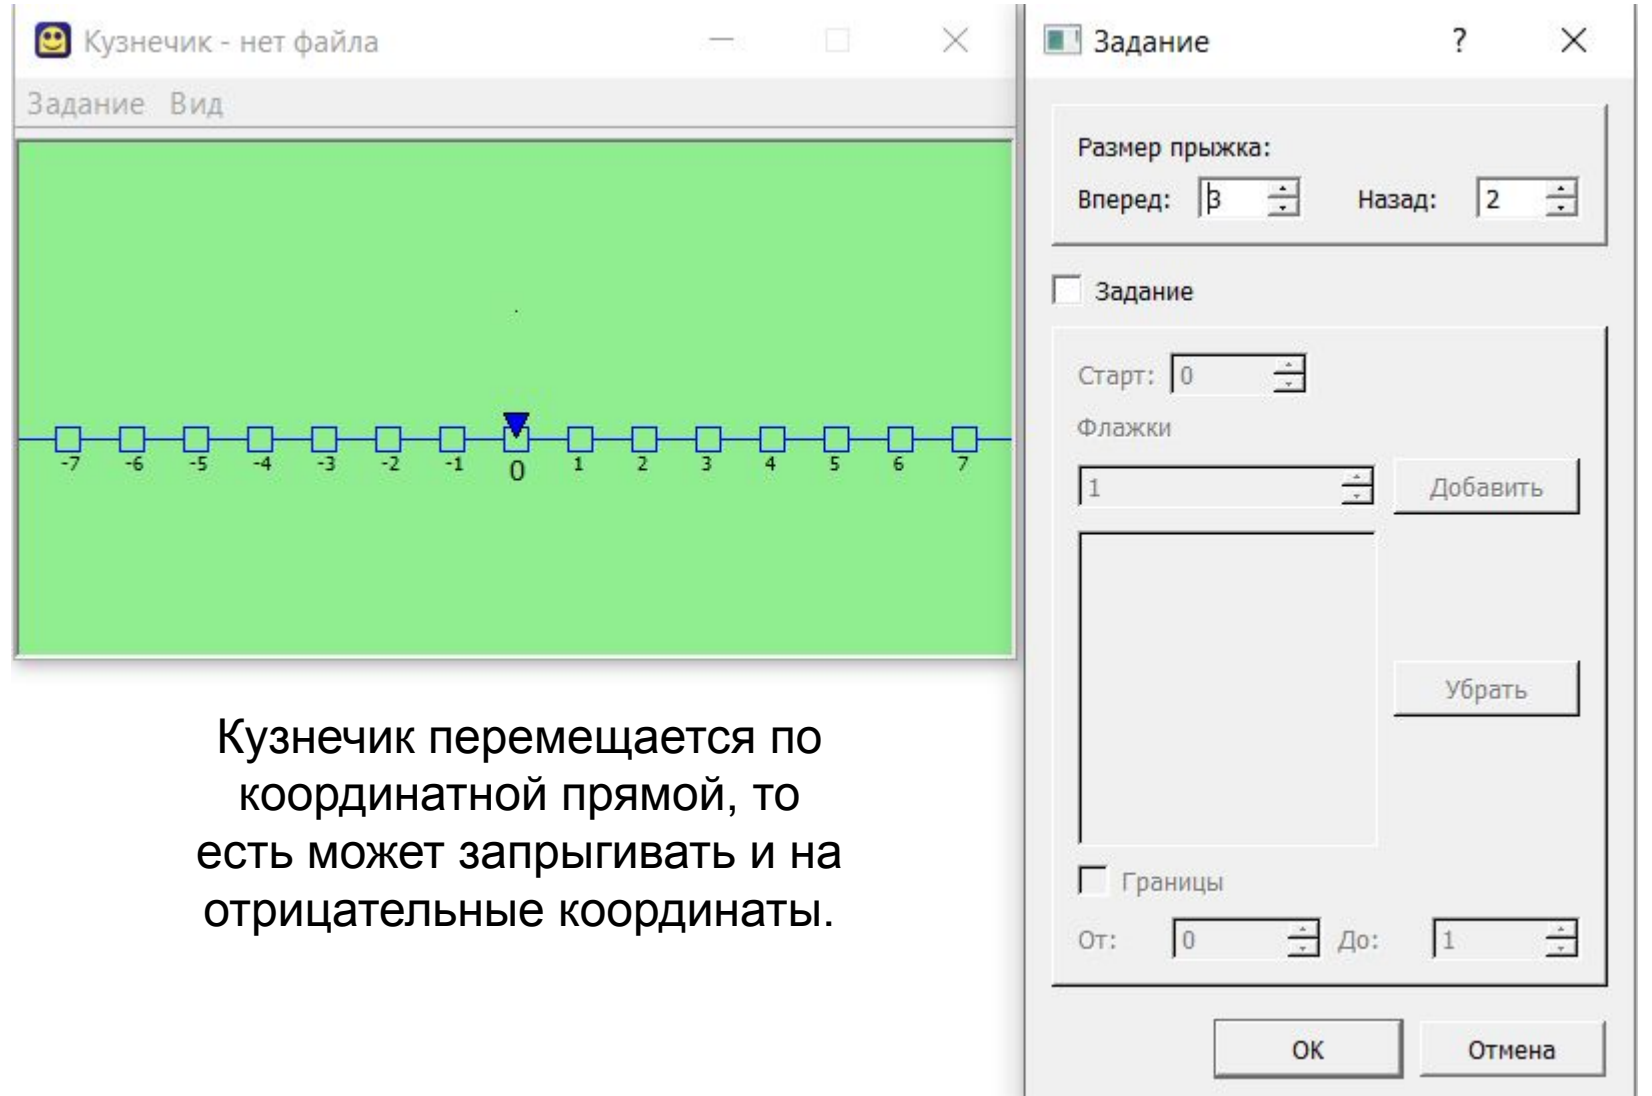 Кузнечик - нет файла
Задание Вид
-7 -6 -5 -4 -3 -2 -1 0 1 2 3 4 5 6 7
Кузнечик перемещается по
координатной прямой, то
есть может запрыгивать и на
отрицательные координаты.
Задание ?
Размер прыжка:
Вперед: 3 Назад: 2
Задание
Старт: 0
Флажки
1 Добавить
Убрать
Границы
От: 0 До: 1
OK Отмена